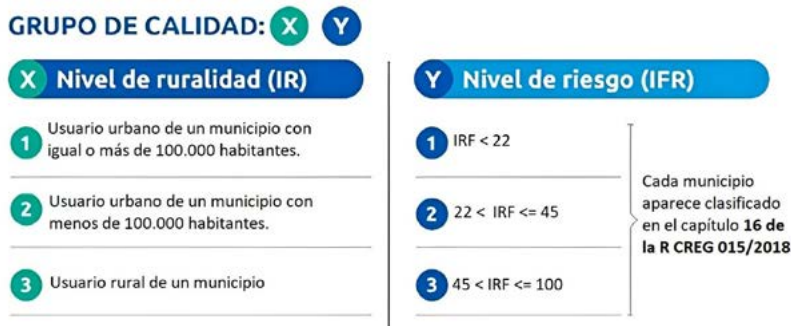 GRUPO DE CALIDAD: X Y
X Nivel de ruralidad (IR)
1 Usuario urbano de un municipio con
igual o más de 100.000 habitantes.
2 Usuario urbano de un municipio con
menos de 100.000 habitantes.
3 Usuario rural de un municipio
Y Nivel de riesgo (IFR)
1 IRF < 22
2 22 < IRF <= 45
3 45 < IRF <= 100
Cada municipio
aparece clasificado
en el capítulo 16 de
la R CREG 015/2018